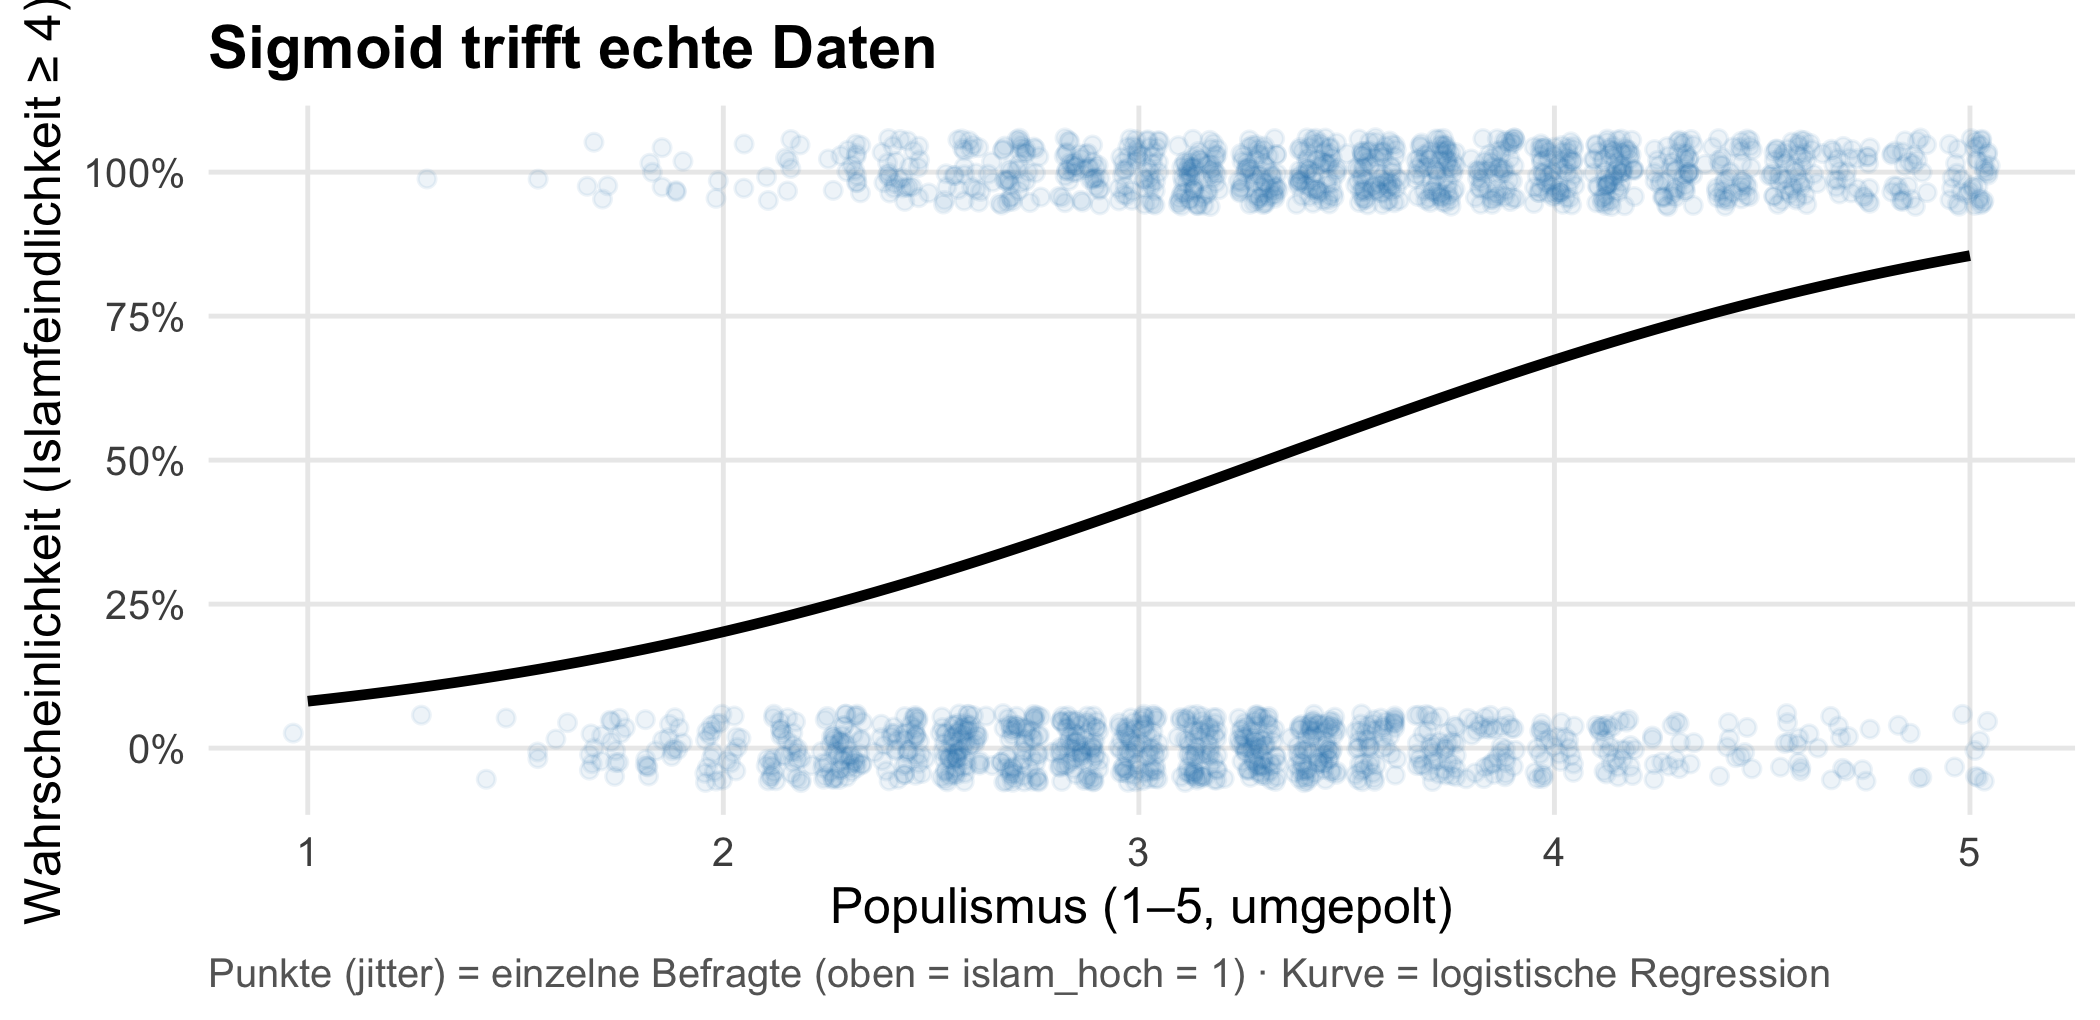 Sigmoid trifft echte Daten
Wahrscheinlichkeit (Islamfeindlichkeit ≥ 4)
100%
75%
50%
25%
0%
1 2 3 4 5
Populismus (1–5, umgepolt)
Punkte (jitter) = einzelne Befragte (oben = islam_hoch = 1) · Kurve = logistische Regression